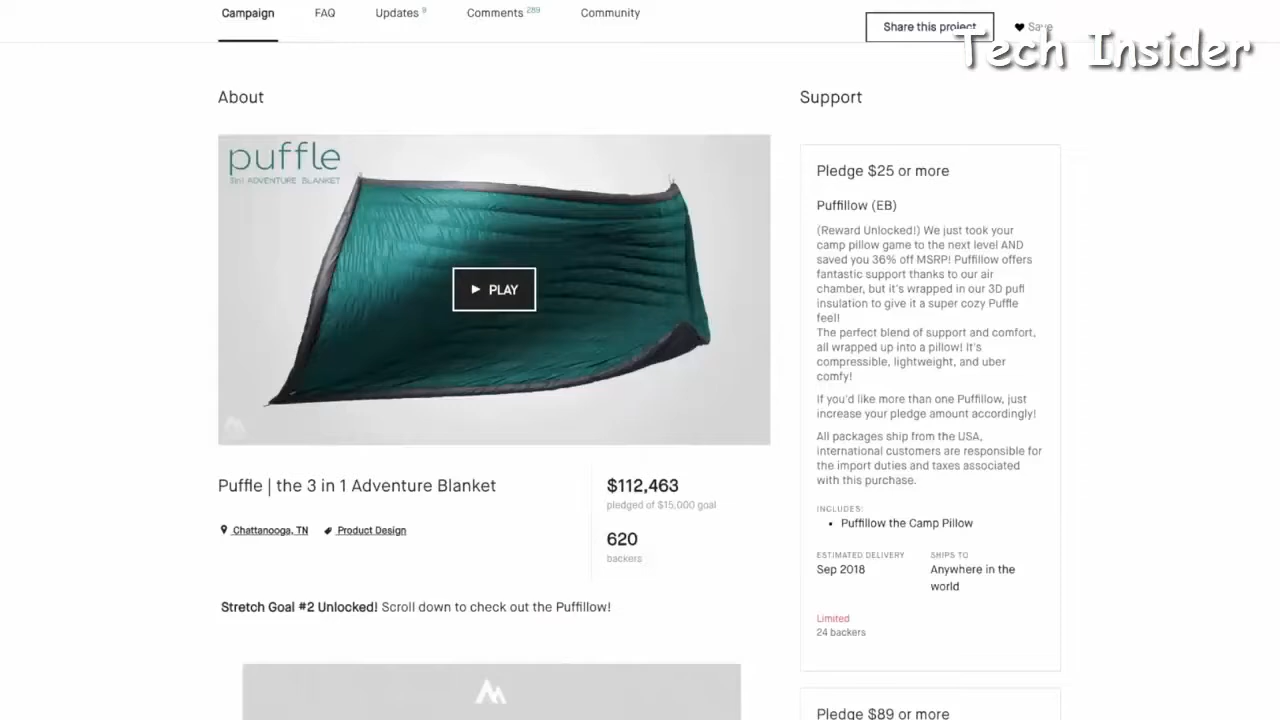 Campaign FAQ Updates 9 Comments 289 Community
Share this project Save
Tech Insider
About
Support
puffle
3in1 ADVENTURE BLANKET
PLAY
Puffle | the 3 in 1 Adventure Blanket
Chattanooga, TN Product Design
$112,463
pledged of $15,000 goal
620
backers
Stretch Goal #2 Unlocked! Scroll down to check out the Puffillow!
Pledge $25 or more
Puffillow (EB)
(Reward Unlocked!) We just took your
camp pillow game to the next level AND
saved you 36% off MSRP! Puffillow offers
fantastic support thanks to our air
chamber, but it's wrapped in our 3D puff
insulation to give it a super cozy Puffle
feel!
The perfect blend of support and comfort,
all wrapped up into a pillow! It's
compressible, lightweight, and uber
comfy!
If you'd like more than one Puffillow, just
increase your pledge amount accordingly!
All packages ship from the USA,
international customers are responsible for
the import duties and taxes associated
with this purchase.
INCLUDES:
• Puffillow the Camp Pillow
ESTIMATED DELIVERY SHIPS TO
Sep 2018 Anywhere in the
world
Limited
24 backers
Pledge $89 or more